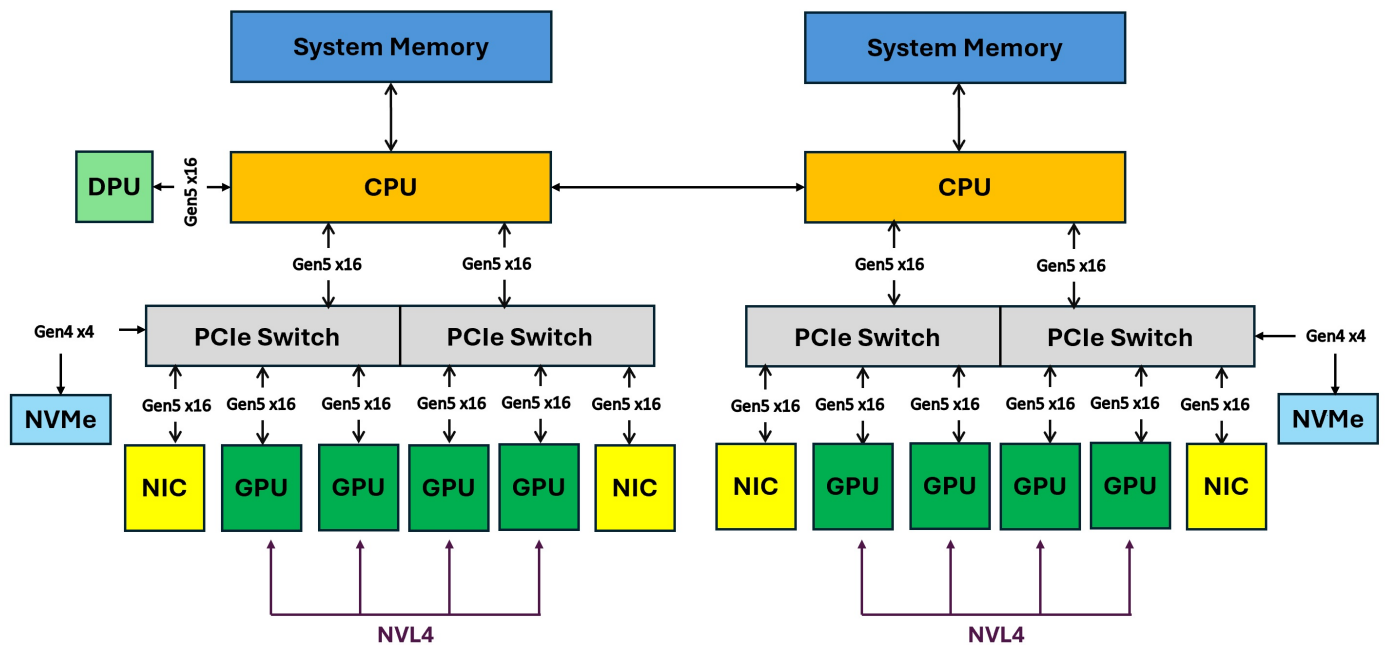 System Memory
System Memory
DPU
Gen5 x16
CPU
CPU
Gen5 x16
Gen5 x16
Gen5 x16
Gen5 x16
Gen4 x4
PCIe Switch
PCIe Switch
PCIe Switch
PCIe Switch
Gen4 x4
NVMe
Gen5 x16
Gen5 x16
Gen5 x16
Gen5 x16
Gen5 x16
Gen5 x16
Gen5 x16
Gen5 x16
Gen5 x16
Gen5 x16
Gen5 x16
Gen5 x16
NVMe
NIC
GPU
GPU
GPU
GPU
NIC
NIC
GPU
GPU
GPU
GPU
NIC
NVL4
NVL4